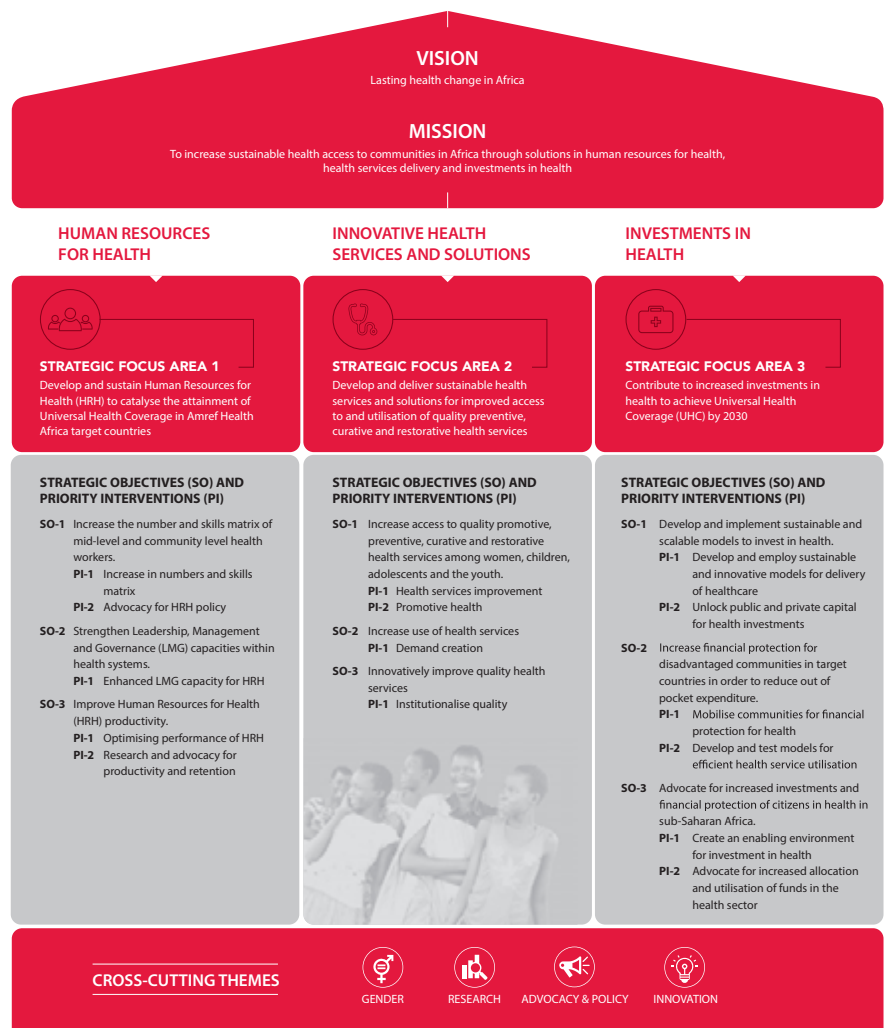 VISION
Lasting health change in Africa
MISSION
To increase sustainable health access to communities in Africa through solutions in human resources for health,
health services delivery and investments in health
HUMAN RESOURCES
FOR HEALTH
STRATEGIC FOCUS AREA 1
Develop and sustain Human Resources for
Health (HRH) to catalyse the attainment of
Universal Health Coverage in Amref Health
Africa target countries
STRATEGIC OBJECTIVES (SO) AND
PRIORITY INTERVENTIONS (PI)
SO-1 Increase the number and skills matrix of
mid-level and community level health
workers.
PI-1 Increase in numbers and skills
matrix
PI-2 Advocacy for HRH policy
SO-2 Strengthen Leadership, Management
and Governance (LMG) capacities within
health systems.
PI-1 Enhanced LMG capacity for HRH
SO-3 Improve Human Resources for Health
(HRH) productivity.
PI-1 Optimising performance of HRH
PI-2 Research and advocacy for
productivity and retention
INNOVATIVE HEALTH
SERVICES AND SOLUTIONS
STRATEGIC FOCUS AREA 2
Develop and deliver sustainable health
services and solutions for improved access
to and utilisation of quality preventive,
curative and restorative health services
STRATEGIC OBJECTIVES (SO) AND
PRIORITY INTERVENTIONS (PI)
SO-1 Increase access to quality promotive,
preventive, curative and restorative
health services among women, children,
adolescents and the youth.
PI-1 Health services improvement
PI-2 Promotive health
SO-2 Increase use of health services
PI-1 Demand creation
SO-3 Innovatively improve quality health
services
PI-1 Institutionalise quality
INVESTMENTS IN
HEALTH
STRATEGIC FOCUS AREA 3
Contribute to increased investments in
health to achieve Universal Health
Coverage (UHC) by 2030
STRATEGIC OBJECTIVES (SO) AND
PRIORITY INTERVENTIONS (PI)
SO-1 Develop and implement sustainable and
scalable models to invest in health.
PI-1 Develop and employ sustainable
and innovative models for delivery
of healthcare
PI-2 Unlock public and private capital
for health investments
SO-2 Increase financial protection for
disadvantaged communities in target
countries in order to reduce out of
pocket expenditure.
PI-1 Mobilise communities for financial
protection for health
PI-2 Develop and test models for
efficient health service utilisation
SO-3 Advocate for increased investments and
financial protection of citizens in health in
sub-Saharan Africa.
PI-1 Create an enabling environment
for investment in health
PI-2 Advocate for increased allocation
and utilisation of funds in the
health sector
CROSS-CUTTING THEMES
GENDER
RESEARCH
ADVOCACY & POLICY
INNOVATION